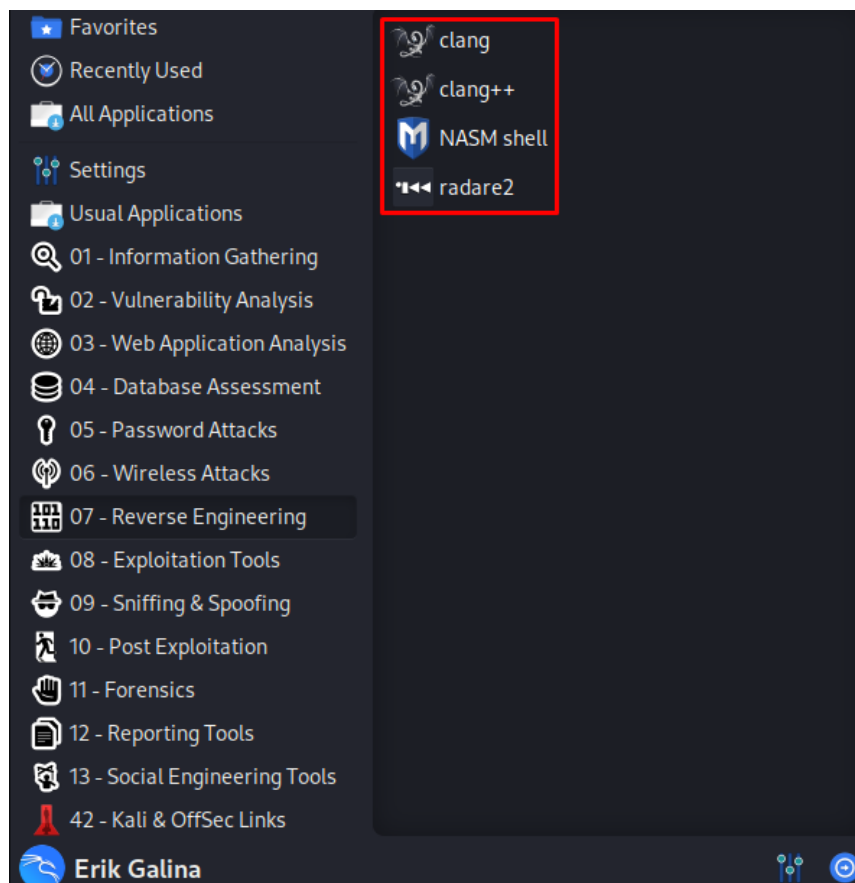 Favorites
Recently Used
All Applications
Settings
Usual Applications
01 - Information Gathering
02 - Vulnerability Analysis
03 - Web Application Analysis
04 - Database Assessment
05 - Password Attacks
06 - Wireless Attacks
07 - Reverse Engineering
08 - Exploitation Tools
09 - Sniffing & Spoofing
10 - Post Exploitation
11 - Forensics
12 - Reporting Tools
13 - Social Engineering Tools
42 - Kali & OffSec Links
Erik Galina
clang
clang++
NASM shell
radare2